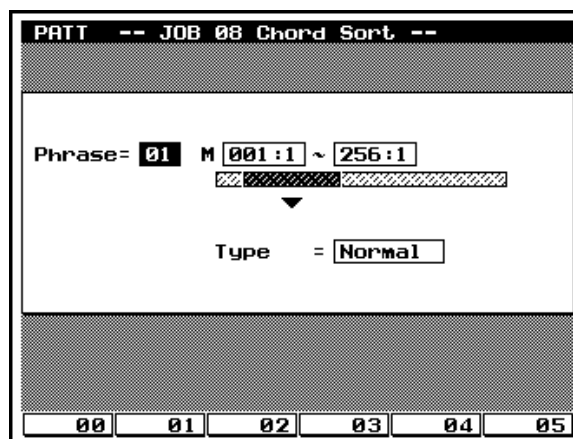 PATT -- JOB 08 Chord Sort --
Phrase= 01 M 001:1 ~ 256:1
Type = Normal
00 01 02 03 04 05